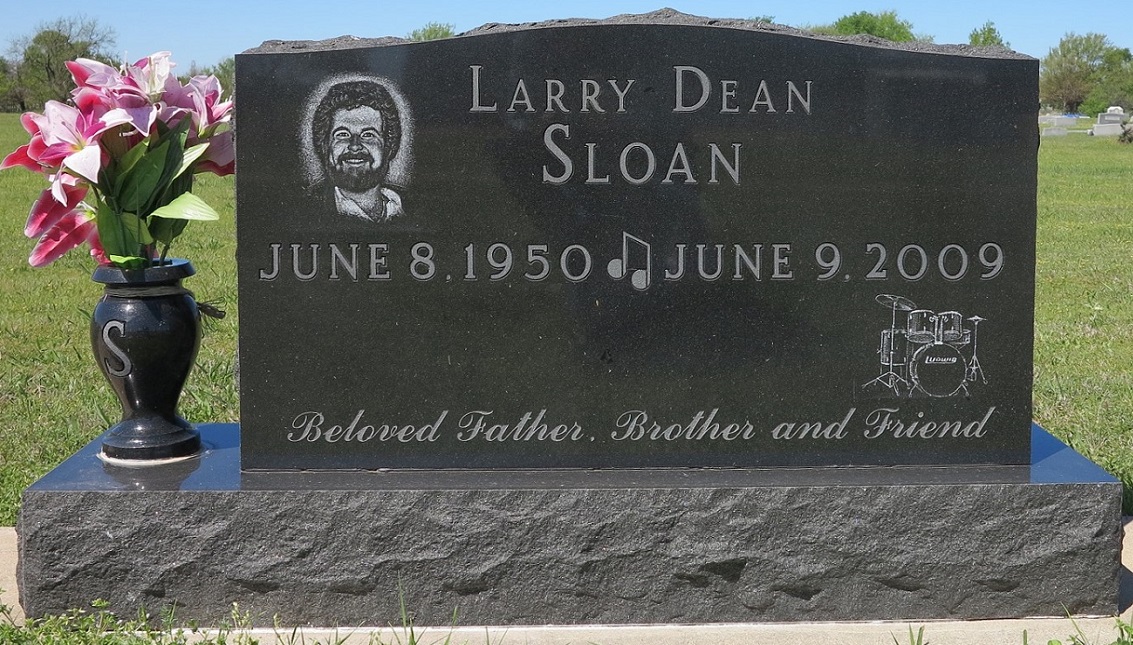 LARRY DEAN
SLOAN
JUNE 8, 1950 JUNE 9, 2009
Ludwig
Beloved Father, Brother and Friend
S